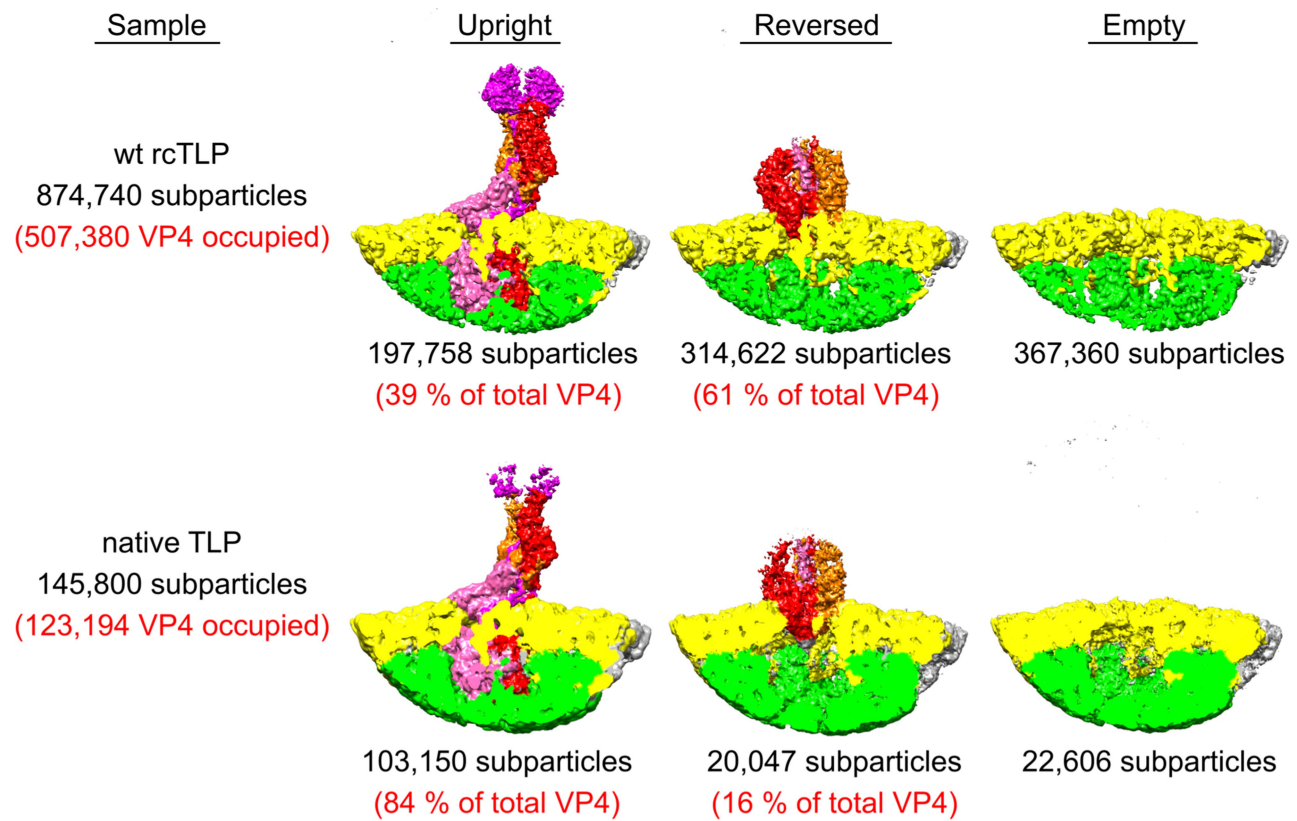 Sample Upright Reversed Empty
wt rcTLP
874,740 subparticles
(507,380 VP4 occupied)
197,758 subparticles 314,622 subparticles 367,360 subparticles
(39 % of total VP4) (61 % of total VP4)
native TLP
145,800 subparticles
(123,194 VP4 occupied)
103,150 subparticles 20,047 subparticles 22,606 subparticles
(84 % of total VP4) (16 % of total VP4)